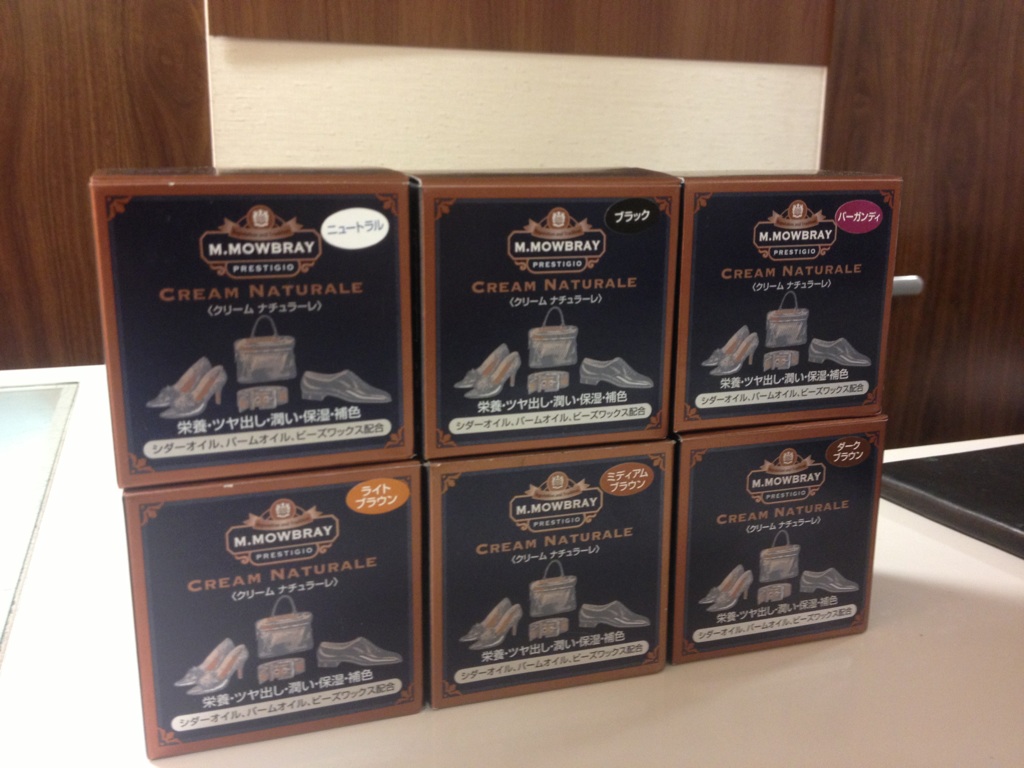 ニュートラル
M.MOWBRAY
PRESTIGIO
CREAM NATURALE
〈クリーム ナチュラーレ〉
栄養・ツヤ出し・潤い・保湿・補色
シダーオイル、パームオイル、ビーズワックス配合
ブラック
M.MOWBRAY
PRESTIGIO
CREAM NATURALE
〈クリーム ナチュラーレ〉
栄養・ツヤ出し・潤い・保湿・補色
シダーオイル、パームオイル、ビーズワックス配合
バーガンディ
M.MOWBRAY
PRESTIGIO
CREAM NATURALE
〈クリーム ナチュラーレ〉
栄養・ツヤ出し・潤い・保湿・補色
シダーオイル、パームオイル、ビーズワックス配合
ライト
ブラウン
M.MOWBRAY
PRESTIGIO
CREAM NATURALE
〈クリーム ナチュラーレ〉
栄養・ツヤ出し・潤い・保湿・補色
シダーオイル、パームオイル、ビーズワックス配合
ミディアム
ブラウン
M.MOWBRAY
PRESTIGIO
CREAM NATURALE
〈クリーム ナチュラーレ〉
栄養・ツヤ出し・潤い・保湿・補色
シダーオイル、パームオイル、ビーズワックス配合
ダーク
ブラウン
M.MOWBRAY
PRESTIGIO
CREAM NATURALE
〈クリーム ナチュラーレ〉
栄養・ツヤ出し・潤い・保湿・補色
シダーオイル、パームオイル、ビーズワックス配合